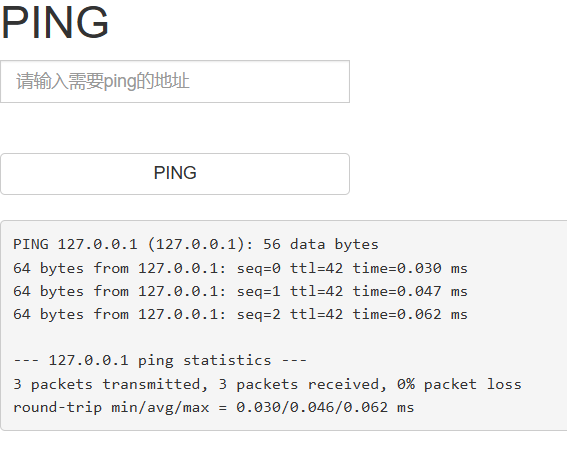 PING
请输入需要ping的地址
PING
PING 127.0.0.1 (127.0.0.1): 56 data bytes
64 bytes from 127.0.0.1: seq=0 ttl=42 time=0.030 ms
64 bytes from 127.0.0.1: seq=1 ttl=42 time=0.047 ms
64 bytes from 127.0.0.1: seq=2 ttl=42 time=0.062 ms
--- 127.0.0.1 ping statistics ---
3 packets transmitted, 3 packets received, 0% packet loss
round-trip min/avg/max = 0.030/0.046/0.062 ms